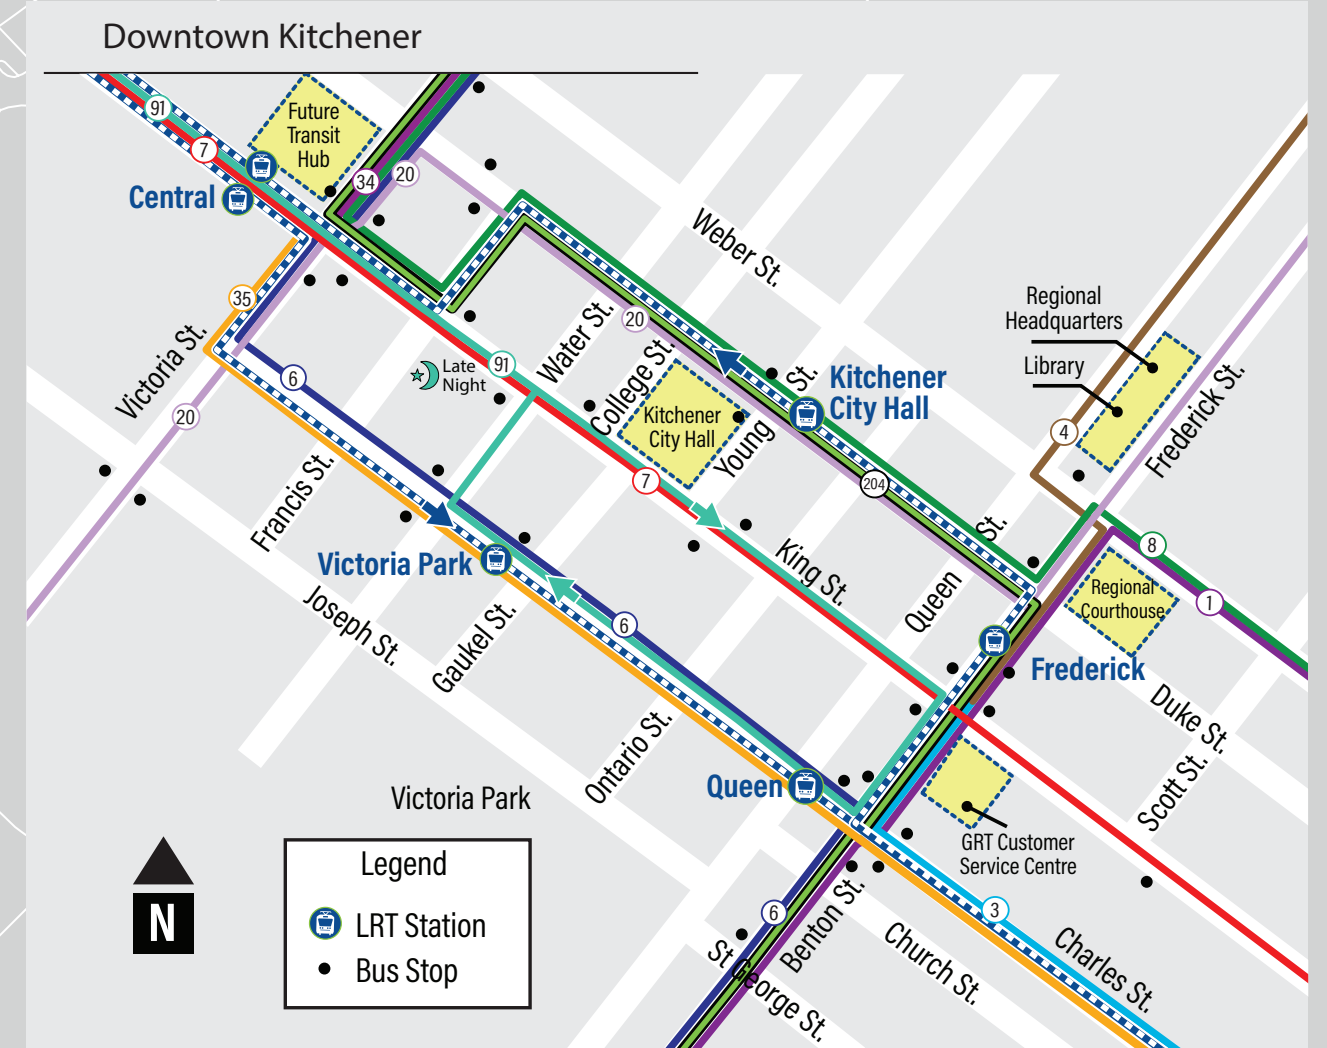 Downtown Kitchener
91
7
Future
Transit
Hub
34
20
Central
35
Victoria St.
20
6
Late
Night
91
Water St.
20
College St.
Kitchener
City Hall
Young
St.
Weber St.
Kitchener
City Hall
7
204
Regional
Headquarters
Library
4
Frederick St.
Francis St.
Victoria Park
Joseph St.
Gaukel St.
6
King St.
Queen
St.
8
Regional
Courthouse
1
Frederick
Duke St.
Scott St.
Ontario St.
Queen
GRT Customer
Service Centre
Victoria Park
Legend
LRT Station
Bus Stop
N
6
Benton St.
St George St.
Church St.
3
Charles St.